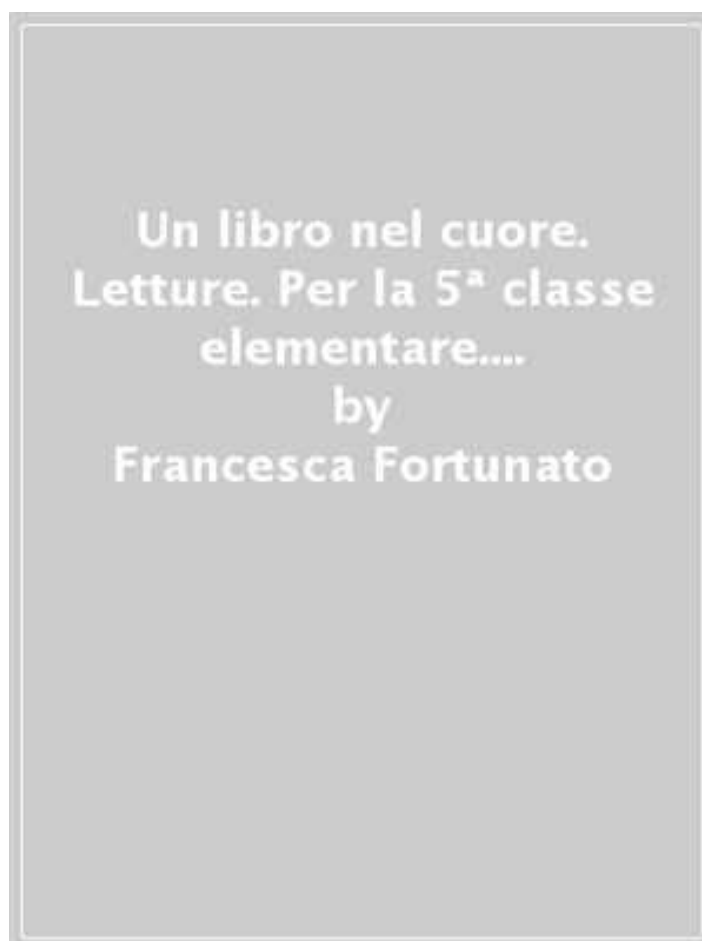 Un libro nel cuore.
Letture. Per la 5ª classe
elementare....
by
Francesca Fortunato